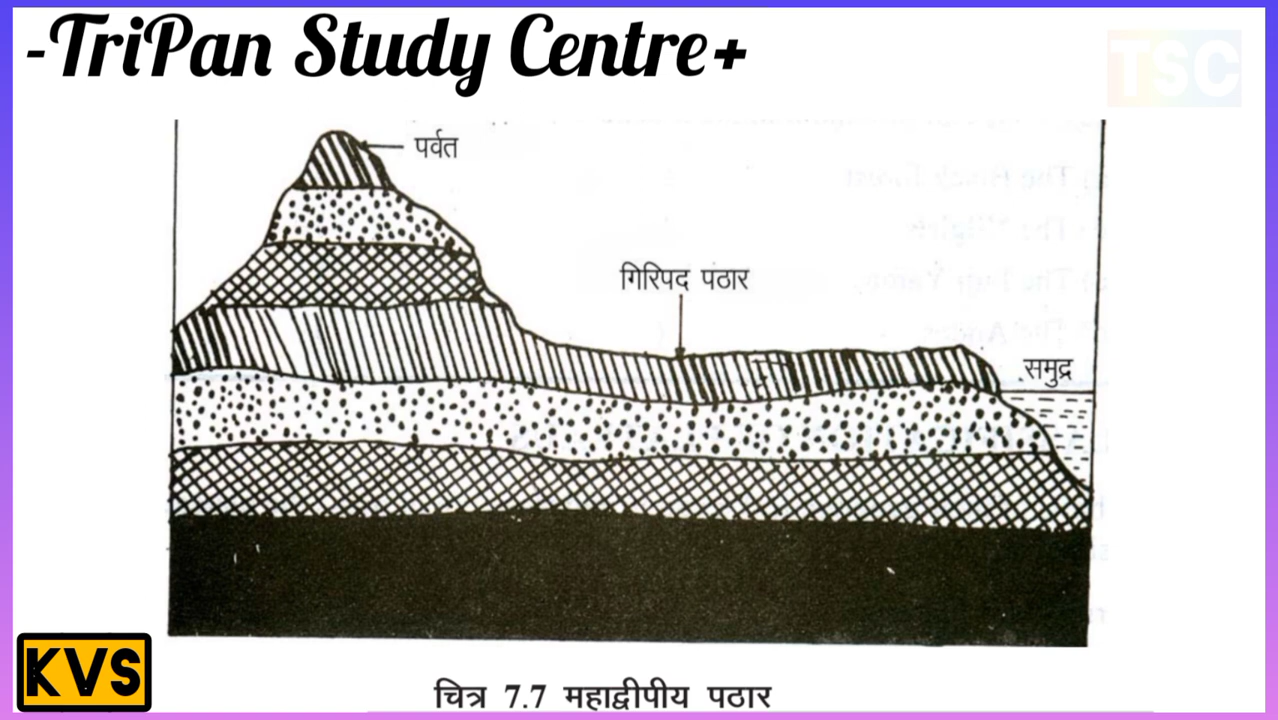 -TriPan Study Centre+
TSC
पर्वत
गिरिपद पठार
समुद्र
KVS
चित्र 7.7 महाद्वीपीय पठार